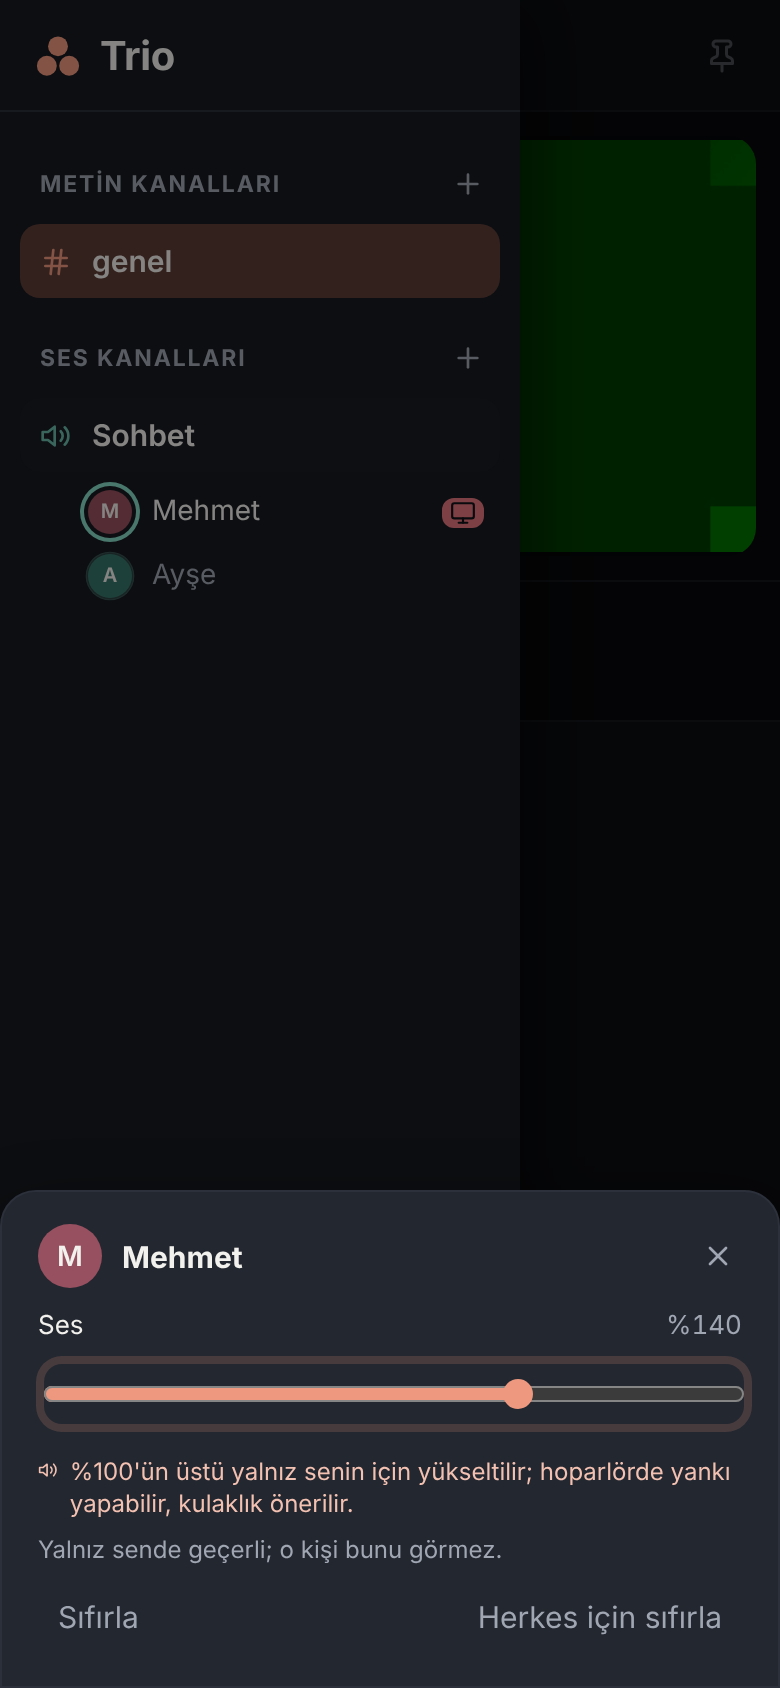 Trio
METİN KANALLARI
genel
SES KANALLARI
Sohbet
M Mehmet
A Ayşe
M Mehmet
Ses %140
%100'ün üstü yalnız senin için yükseltilir; hoparlörde yankı
yapabilir, kulaklık önerilir.
Yalnız sende geçerli; o kişi bunu görmez.
Sıfırla Herkes için sıfırla